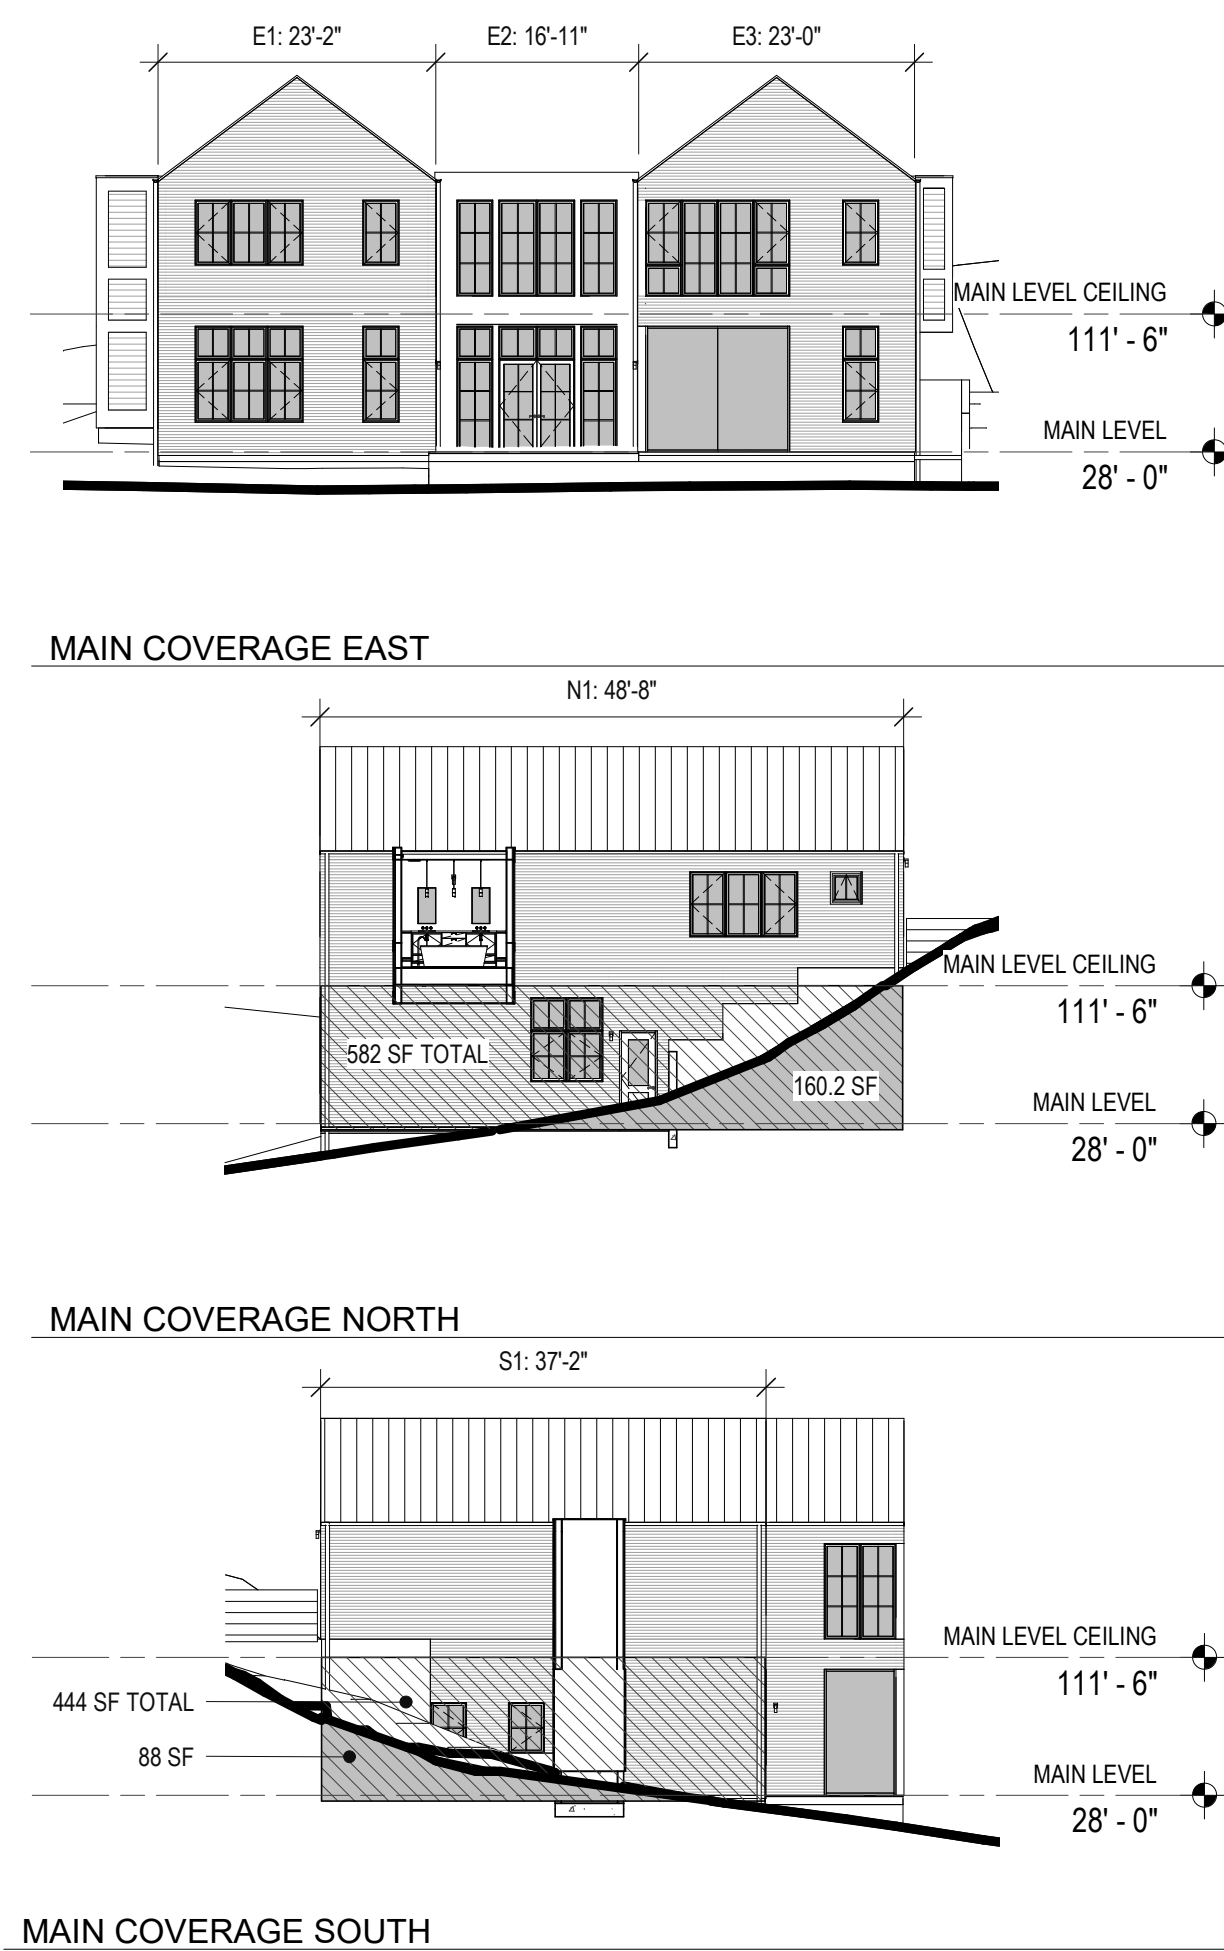 E1: 23'-2"
E2: 16'-11"
E3: 23'-0"
MAIN LEVEL CEILING
111' - 6"
MAIN LEVEL
28' - 0"
MAIN COVERAGE EAST
N1: 48'-8"
MAIN LEVEL CEILING
111' - 6"
582 SF TOTAL
160.2 SF
MAIN LEVEL
28' - 0"
MAIN COVERAGE NORTH
S1: 37'-2"
MAIN LEVEL CEILING
111' - 6"
444 SF TOTAL
88 SF
MAIN LEVEL
28' - 0"
MAIN COVERAGE SOUTH